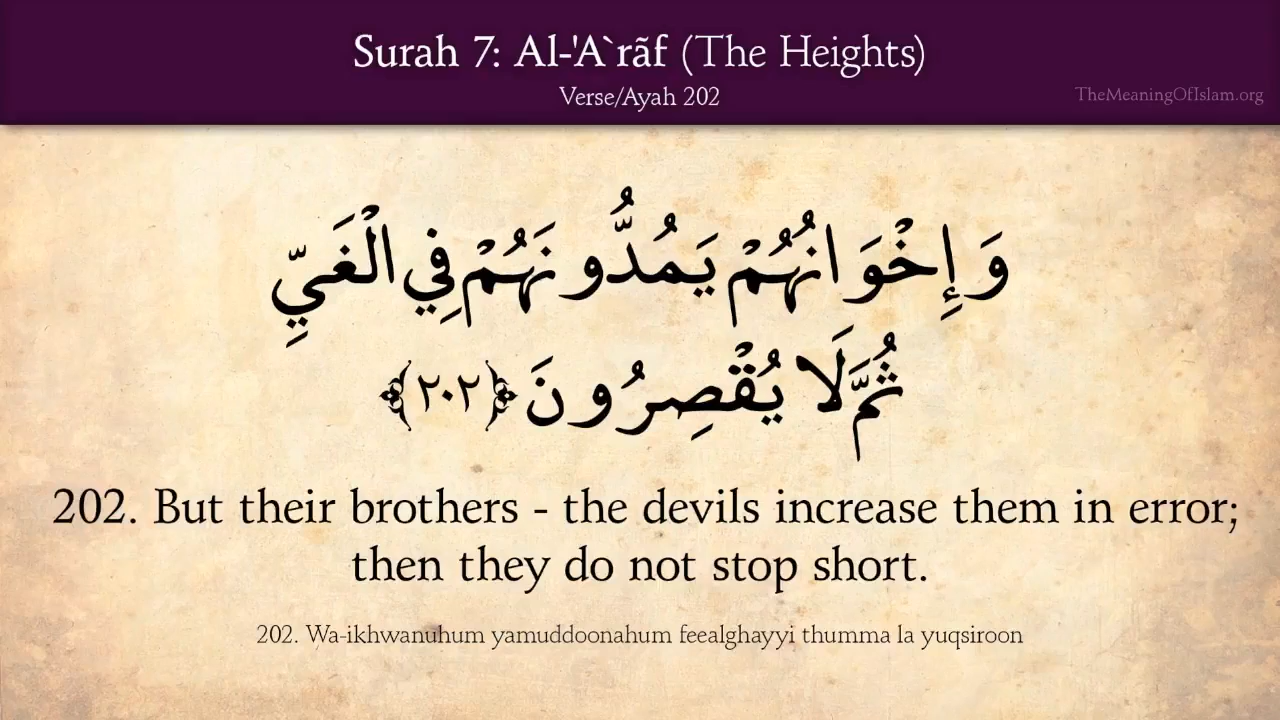 Surah 7: Al-'A`rãf (The Heights)
Verse/Ayah 202
TheMeaningOfIslam.org
وَإِخْوَانُهُمْ يَمُدُّونَهُمْ فِي الْغَيِّ
ثُمَّ لَا يُقْصِرُونَ ﴿٢٠٢﴾
202. But their brothers - the devils increase them in error;
then they do not stop short.
202. Wa-ikhwanuhum yamuddoonahum feealghayyi thumma la yuqsiroon